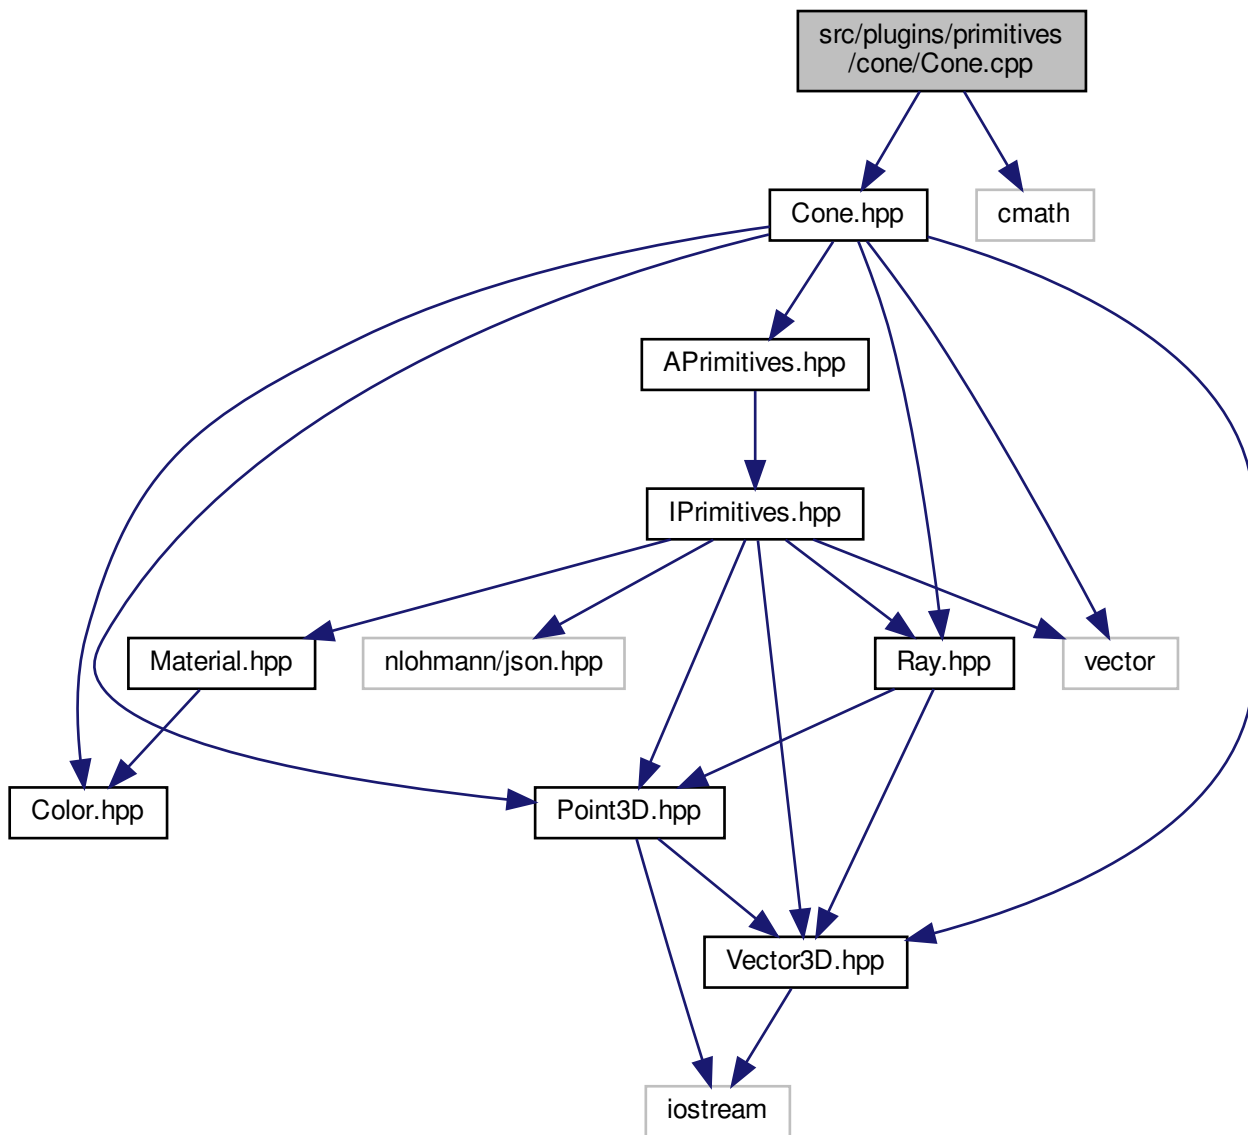 src/plugins/primitives
/cone/Cone.cpp
Cone.hpp
cmath
APrimitives.hpp
IPrimitives.hpp
Material.hpp
nlohmann/json.hpp
Ray.hpp
vector
Color.hpp
Point3D.hpp
Vector3D.hpp
iostream